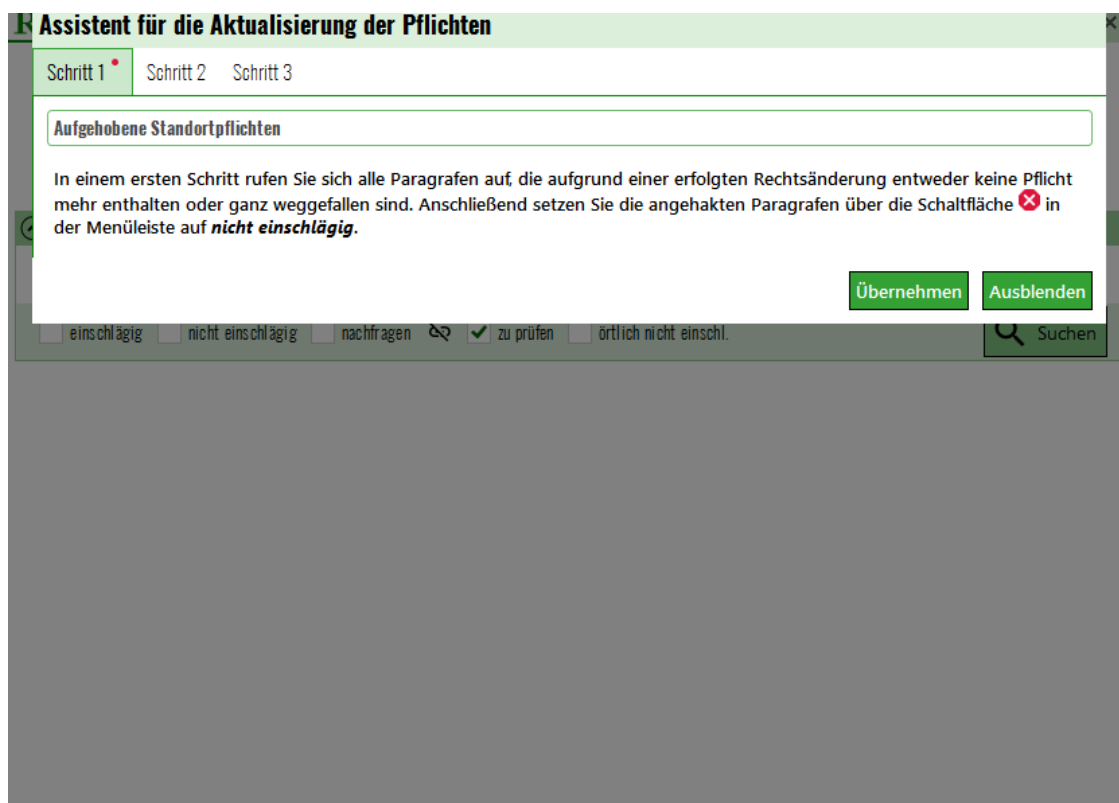 Assistent für die Aktualisierung der Pflichten
Schritt 1 Schritt 2 Schritt 3
Aufgehobene Standortpflichten
In einem ersten Schritt rufen Sie sich alle Paragrafen auf, die aufgrund einer erfolgten Rechtsänderung entweder keine Pflicht
mehr enthalten oder ganz weggefallen sind. Anschließend setzen Sie die angehakten Paragrafen über die Schaltfläche in
der Menüleiste auf nicht einschlägig.
Übernehmen Ausblenden
einschlägig nicht einschlägig nachfragen zu prüfen örtlich nicht einschl. Suchen